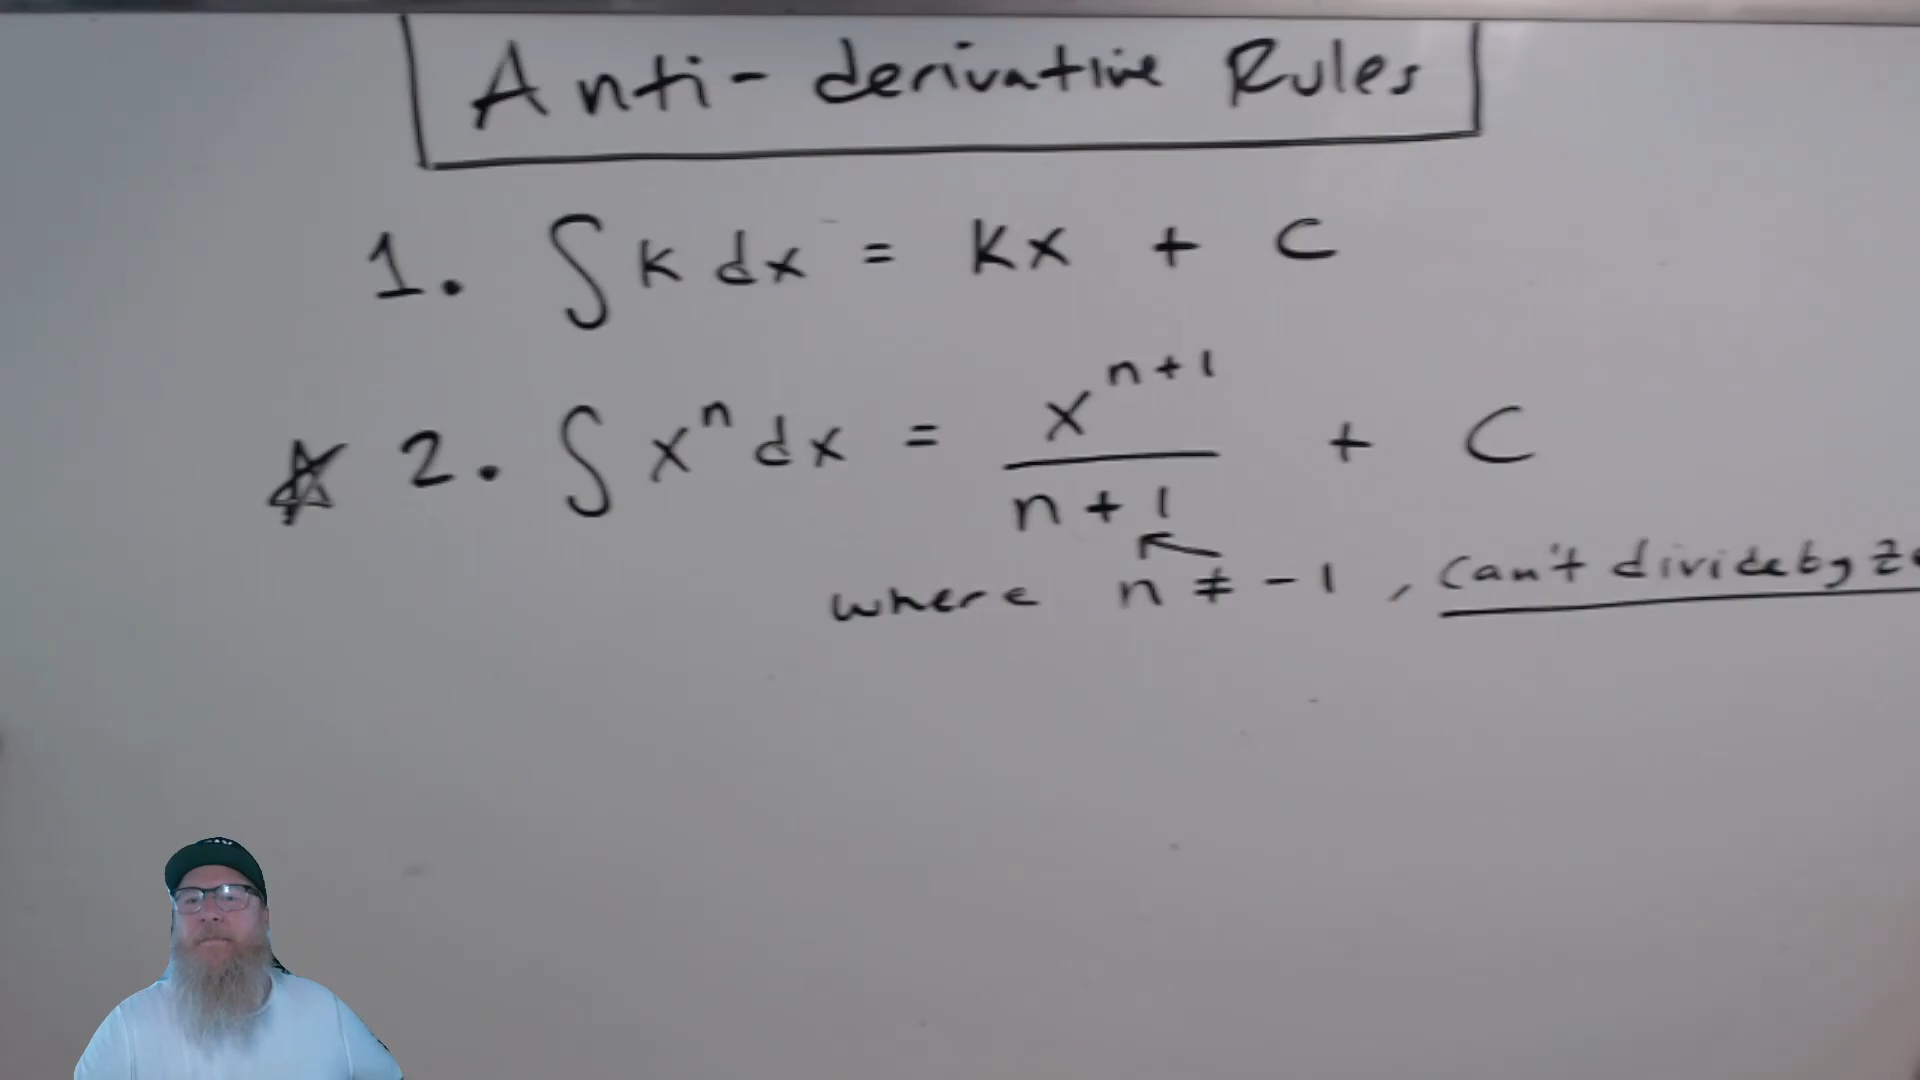 Anti-derivative Rules
1. ∫ k dx = kx + C
☆ 2. ∫ xⁿ dx = xⁿ⁺¹ / n+1 + C
where n ≠ -1, can't divide by